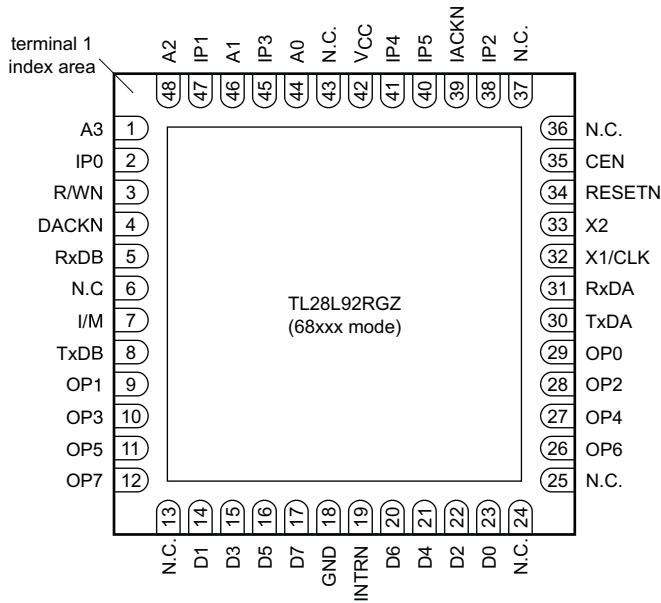 terminal 1
index area
A2
IP1
A1
IP3
A0
N.C.
VCC
IP4
IP5
IACKN
IP2
N.C.
48
47
46
45
44
43
42
41
40
39
38
37
A3 1
IP0 2
R/WN 3
DACKN 4
RxDB 5
N.C 6
I/M 7
TxDB 8
OP1 9
OP3 10
OP5 11
OP7 12
TL28L92RGZ
(68xxx mode)
36 N.C.
35 CEN
34 RESETN
33 X2
32 X1/CLK
31 RxDA
30 TxDA
29 OP0
28 OP2
27 OP4
26 OP6
25 N.C.
13
14
15
16
17
18
19
20
21
22
23
24
N.C.
D1
D3
D5
D7
GND
INTRN
D6
D4
D2
D0
N.C.